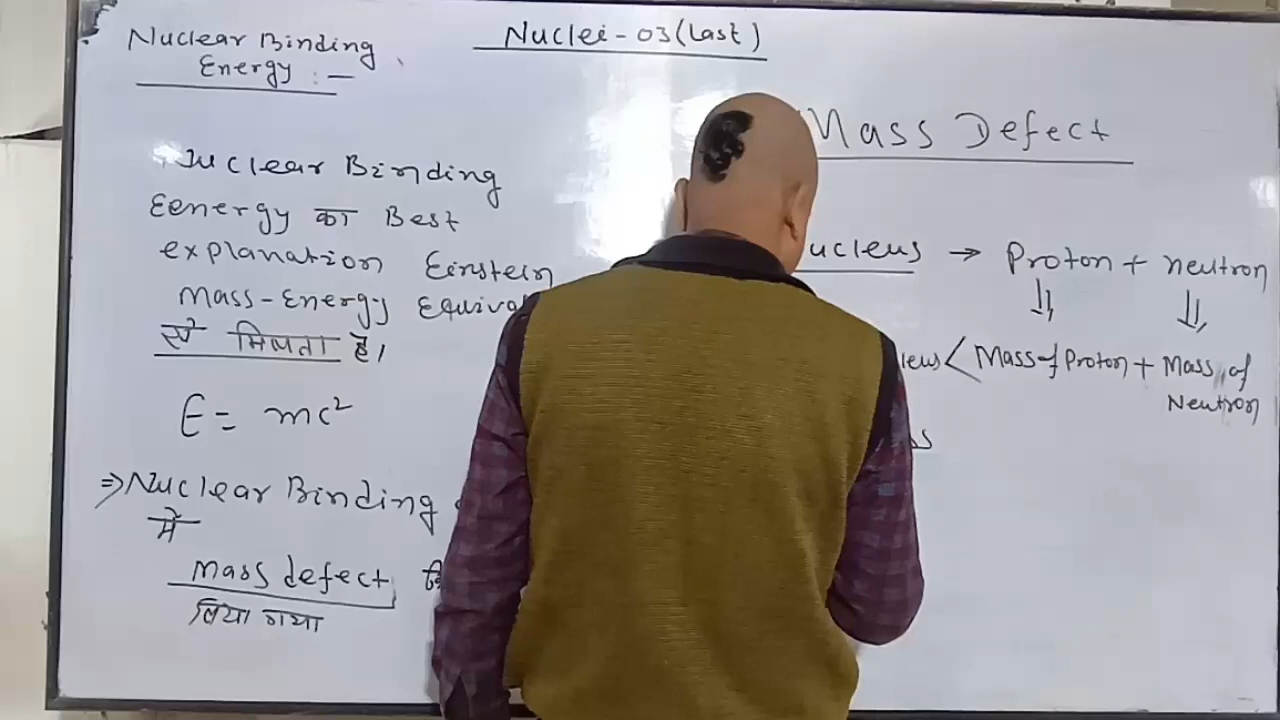 Nuclei - 03 (Last)
Nuclear Binding
Energy : —
Nuclear Binding
Eenergy का Best
explanation Einstein
Mass-Energy
से मिलता है।
E = mc²
⇒ Nuclear Binding
में
mass defect
लिया गया
Mass Defect
→ Proton + neutron
⇓ ⇓
< Mass of Proton + Mass of
Neutron